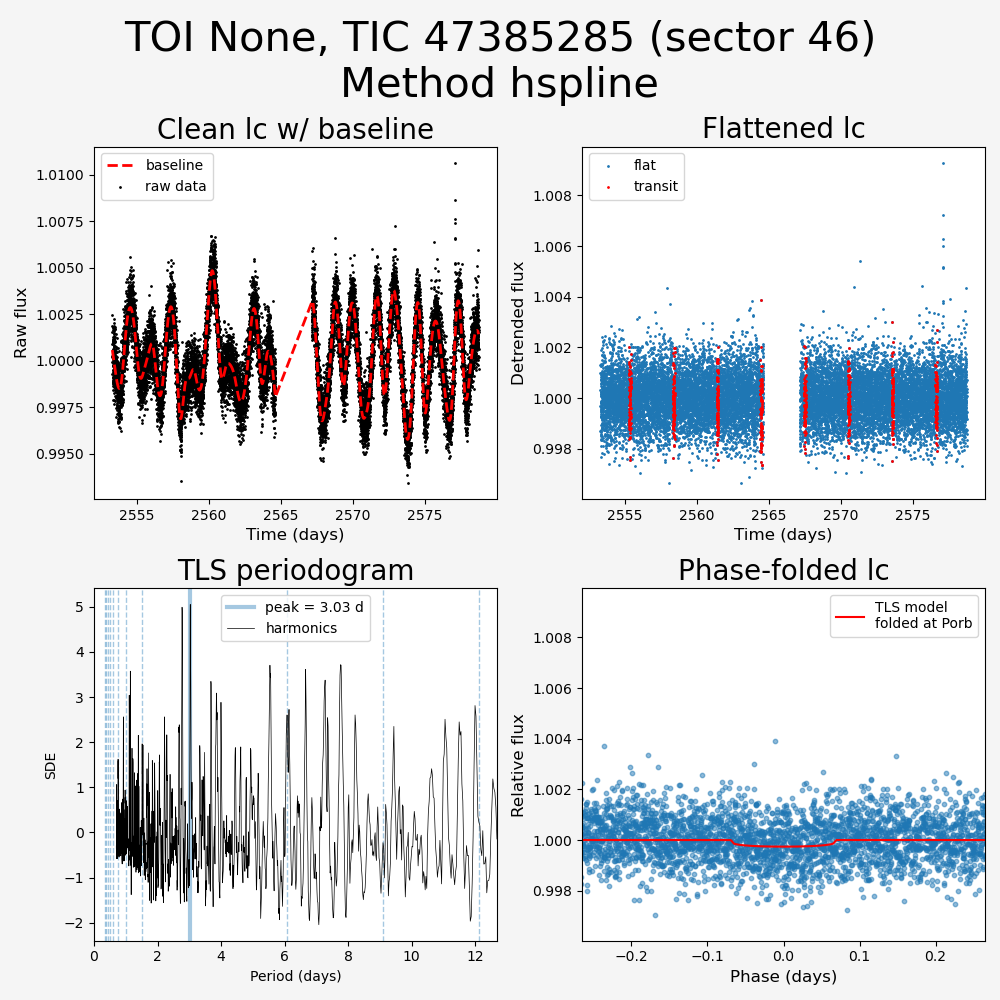 TOI None, TIC 47385285 (sector 46)
Method hspline
Clean lc w/ baseline
baseline
raw data
1.0100
1.0075
1.0050
1.0025
1.0000
0.9975
0.9950
Raw flux
2555 2560 2565 2570 2575
Time (days)
Flattened lc
flat
transit
1.008
1.006
1.004
1.002
1.000
0.998
Detrended flux
2555 2560 2565 2570 2575
Time (days)
TLS periodogram
peak = 3.03 d
harmonics
5
4
3
2
1
0
−1
−2
SDE
0 2 4 6 8 10 12
Period (days)
Phase-folded lc
TLS model
folded at Porb
1.008
1.006
1.004
1.002
1.000
0.998
Relative flux
−0.2 −0.1 0.0 0.1 0.2
Phase (days)